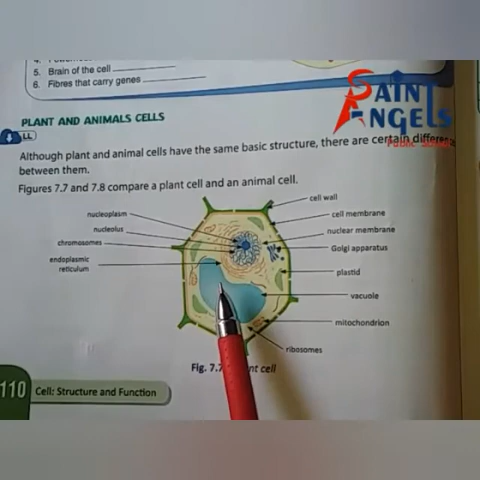 5. Brain of the cell
6. Fibres that carry genes
SAINT
ANGELS
PLANT AND ANIMALS CELLS
LL
Although plant and animal cells have the same basic structure, there are certain
between them.
Figures 7.7 and 7.8 compare a plant cell and an animal cell.
cell wall
nucleoplasm
cell membrane
nucleolus
nuclear membrane
chromosomes
Golgi apparatus
endoplasmic
reticulum
plastid
vacuole
mitochondrion
ribosomes
Fig. 7.7 cell
110 Cell: Structure and Function